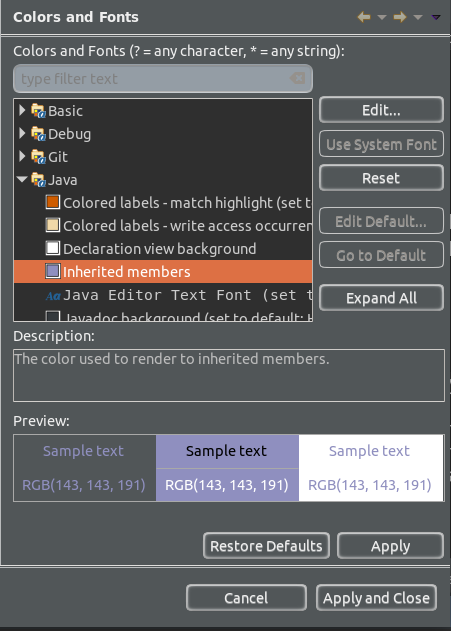 Colors and Fonts
Colors and Fonts (? = any character, * = any string):
type filter text
Basic
Debug
Git
Java
Colored labels - match highlight (set t
Colored labels - write access occurren
Declaration view background
Inherited members
Aa Java Editor Text Font (set t
Javadoc background (set to default: H
Edit...
Use System Font
Reset
Edit Default...
Go to Default
Expand All
Description:
The color used to render to inherited members.
Preview:
Sample text Sample text Sample text
RGB(143, 143, 191) RGB(143, 143, 191) RGB(143, 143, 191)
Restore Defaults Apply
Cancel Apply and Close